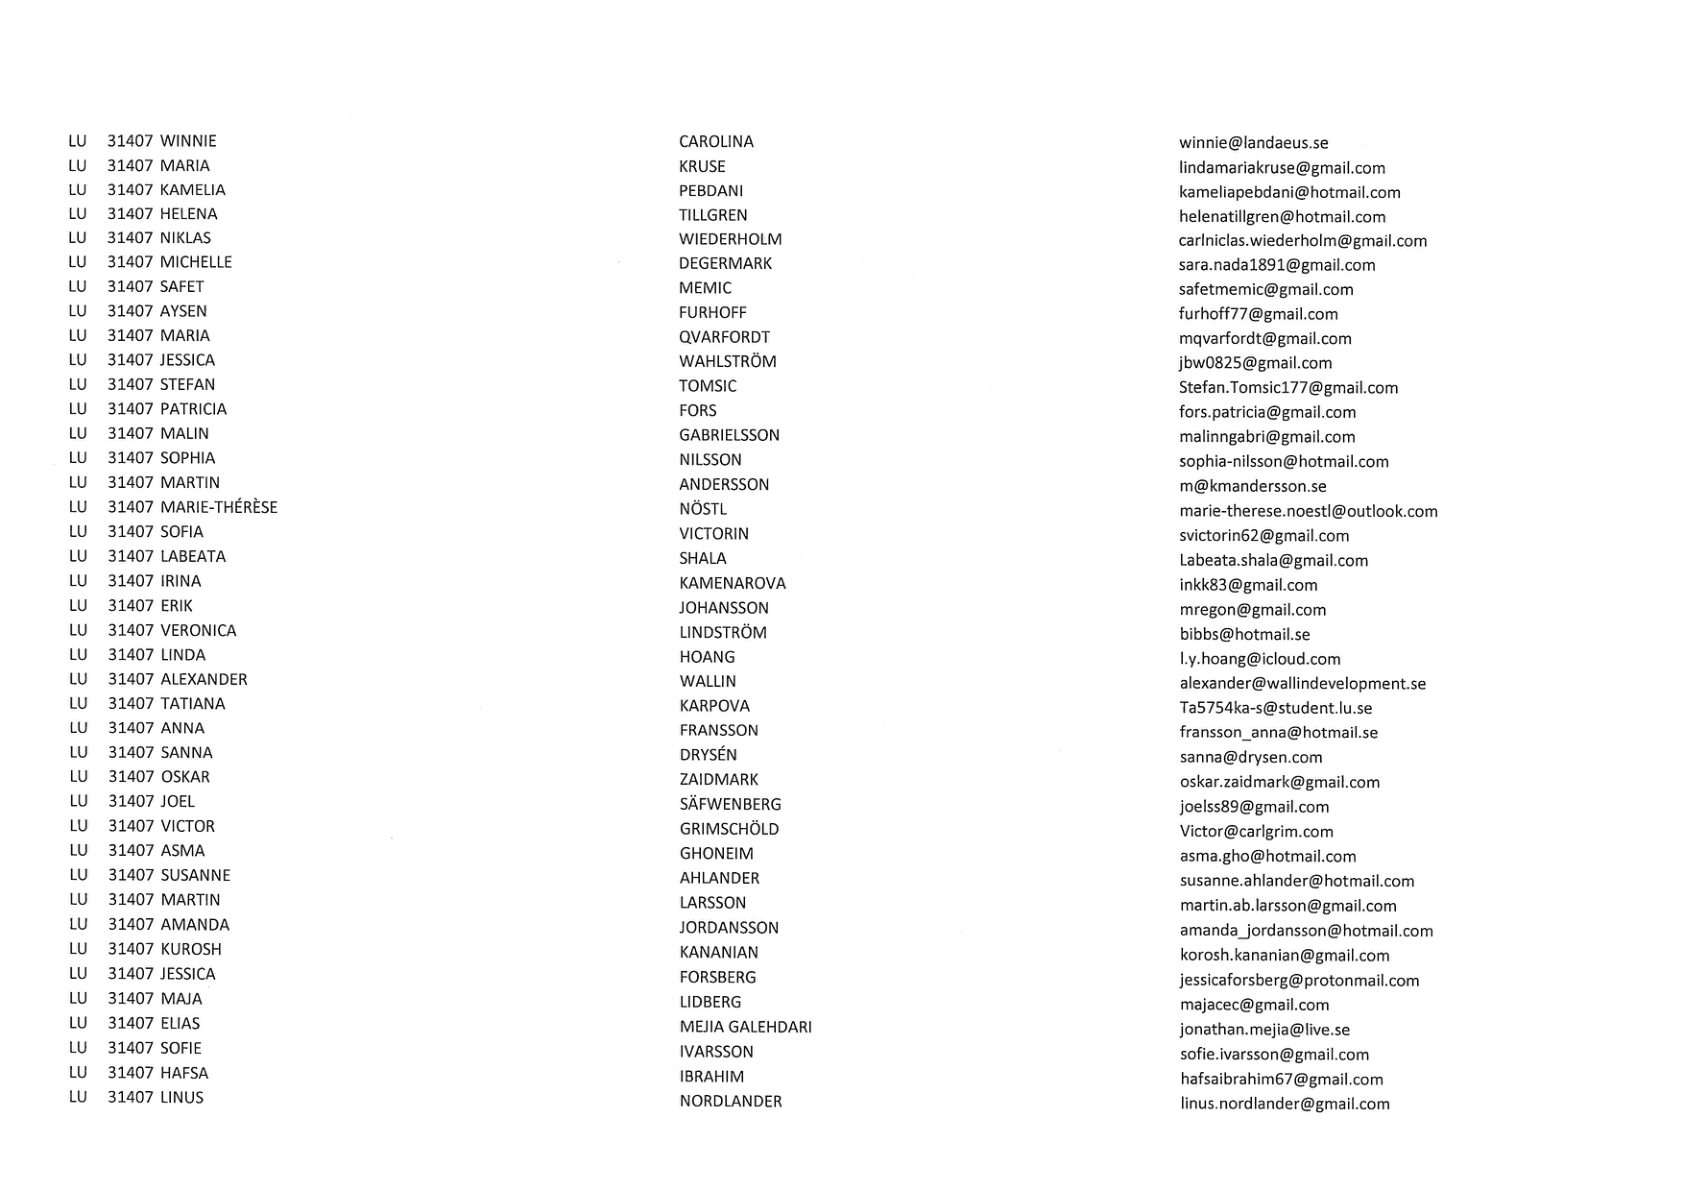 LU 31407 WINNIE CAROLINA winnie@landaeus.se
LU 31407 MARIA KRUSE lindamariakruse@gmail.com
LU 31407 KAMELIA PEBDANI kameliapebdani@hotmail.com
LU 31407 HELENA TILLGREN helenatillgren@hotmail.com
LU 31407 NIKLAS WIEDERHOLM carlniclas.wiederholm@gmail.com
LU 31407 MICHELLE DEGERMARK sara.nada1891@gmail.com
LU 31407 SAFET MEMIC safetmemic@gmail.com
LU 31407 AYSEN FURHOFF furhoff77@gmail.com
LU 31407 MARIA QVARFORDT mqvarfordt@gmail.com
LU 31407 JESSICA WAHLSTRÖM jbw0825@gmail.com
LU 31407 STEFAN TOMSIC Stefan.Tomsic177@gmail.com
LU 31407 PATRICIA FORS fors.patricia@gmail.com
LU 31407 MALIN GABRIELSSON malinngabri@gmail.com
LU 31407 SOPHIA NILSSON sophia-nilsson@hotmail.com
LU 31407 MARTIN ANDERSSON m@kmandersson.se
LU 31407 MARIE-THÉRÈSE NÖSTL marie-therese.noestl@outlook.com
LU 31407 SOFIA VICTORIN svictorin62@gmail.com
LU 31407 LABEATA SHALA Labeata.shala@gmail.com
LU 31407 IRINA KAMENAROVA inkk83@gmail.com
LU 31407 ERIK JOHANSSON mregon@gmail.com
LU 31407 VERONICA LINDSTRÖM bibbs@hotmail.se
LU 31407 LINDA HOANG l.y.hoang@icloud.com
LU 31407 ALEXANDER WALLIN alexander@wallindevelopment.se
LU 31407 TATIANA KARPOVA Ta5754ka-s@student.lu.se
LU 31407 ANNA FRANSSON fransson_anna@hotmail.se
LU 31407 SANNA DRYSÉN sanna@drysen.com
LU 31407 OSKAR ZAIDMARK oskar.zaidmark@gmail.com
LU 31407 JOEL SÄFWENBERG joelss89@gmail.com
LU 31407 VICTOR GRIMSCHÖLD Victor@carlgrim.com
LU 31407 ASMA GHONEIM asma.gho@hotmail.com
LU 31407 SUSANNE AHLANDER susanne.ahlander@hotmail.com
LU 31407 MARTIN LARSSON martin.ab.larsson@gmail.com
LU 31407 AMANDA JORDANSSON amanda_jordansson@hotmail.com
LU 31407 KUROSH KANANIAN korosh.kananian@gmail.com
LU 31407 JESSICA FORSBERG jessicaforsberg@protonmail.com
LU 31407 MAJA LIDBERG majacec@gmail.com
LU 31407 ELIAS MEJIA GALEHDARI jonathan.mejia@live.se
LU 31407 SOFIE IVARSSON sofie.ivarsson@gmail.com
LU 31407 HAFSA IBRAHIM hafsaibrahim67@gmail.com
LU 31407 LINUS NORDLANDER linus.nordlander@gmail.com